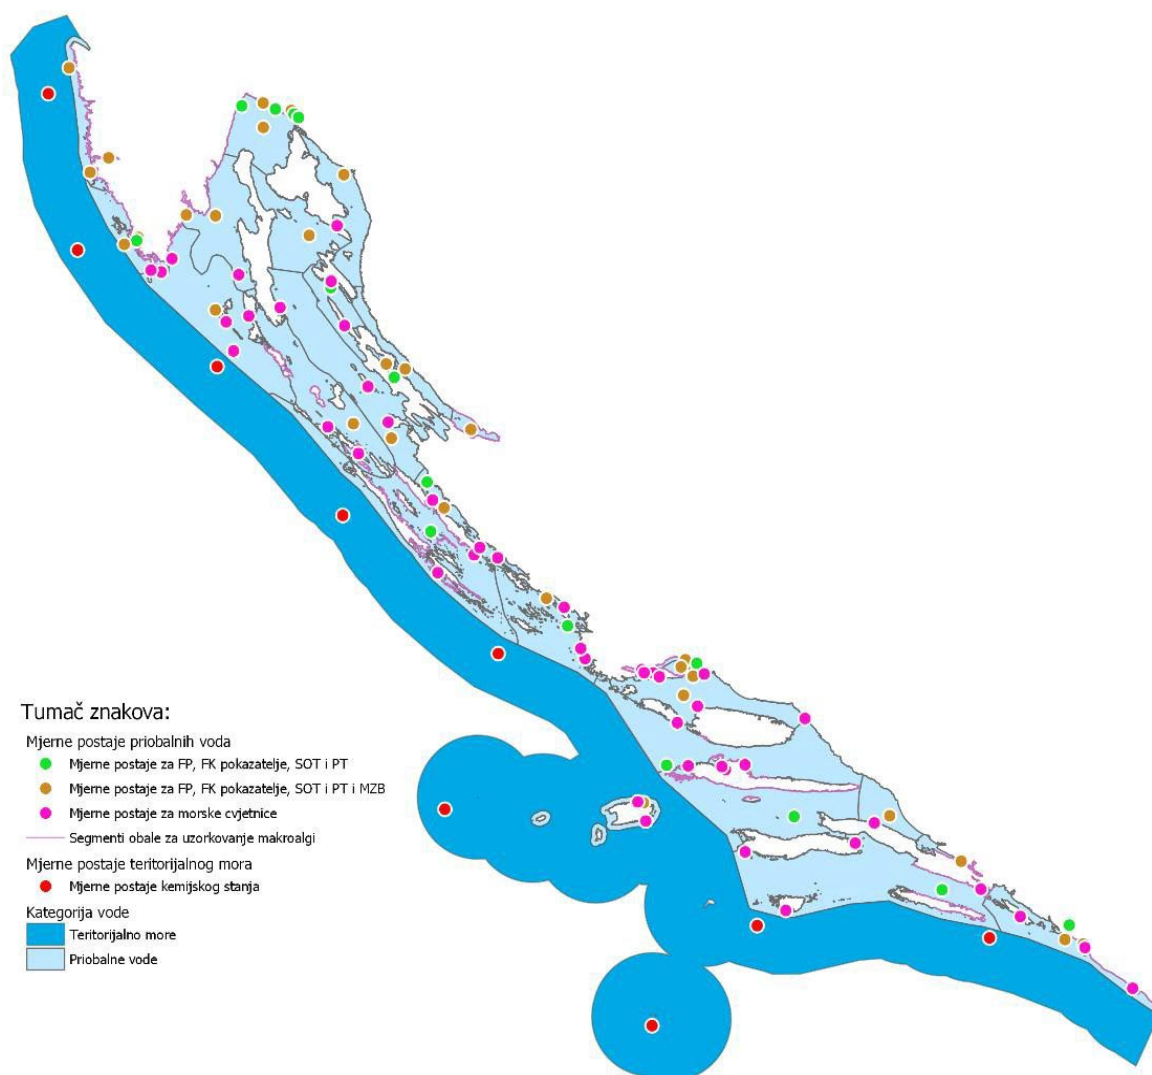 Tumač znakova:
Mjerne postaje priobalnih voda
Mjerne postaje za FP, FK pokazatelje, SOT i PT
Mjerne postaje za FP, FK pokazatelje, SOT i PT i MZB
Mjerne postaje za morske cvjetnice
Segmenti obale za uzorkovanje makroalgi
Mjerne postaje teritorijalnog mora
Mjerne postaje kemijskog stanja
Kategorija vode
Teritorijalno more
Priobalne vode